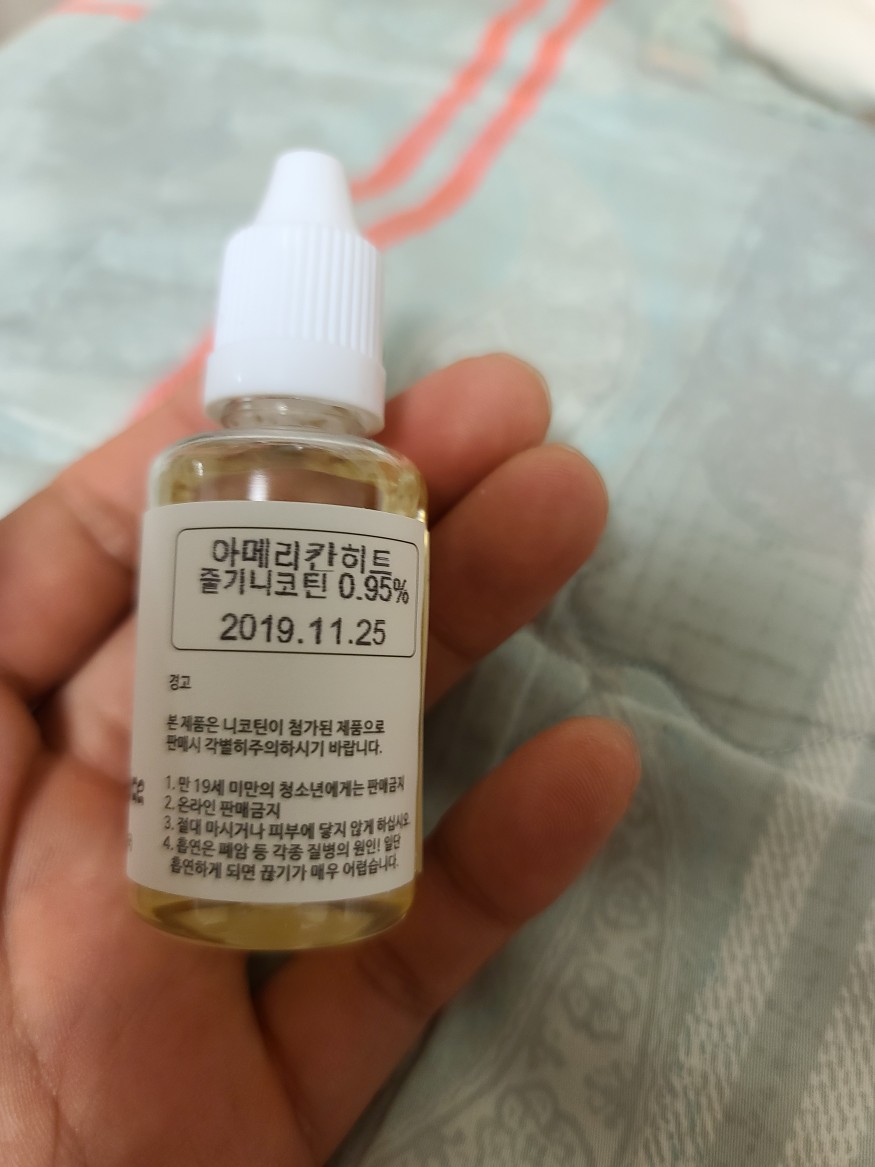 아메리칸히트
줄기니코틴 0.95%
2019.11.25
경고
본 제품은 니코틴이 첨가된 제품으로
판매시 각별히주의하시기 바랍니다.
1.만 19세 미만의 청소년에게는 판매금지
2.온라인 판매금지
3.절대 마시거나 피부에 닿지 않게 하십시오.
4.흡연은 폐암 등 각종 질병의 원인! 일단
흡연하게 되면 끊기가 매우 어렵습니다.